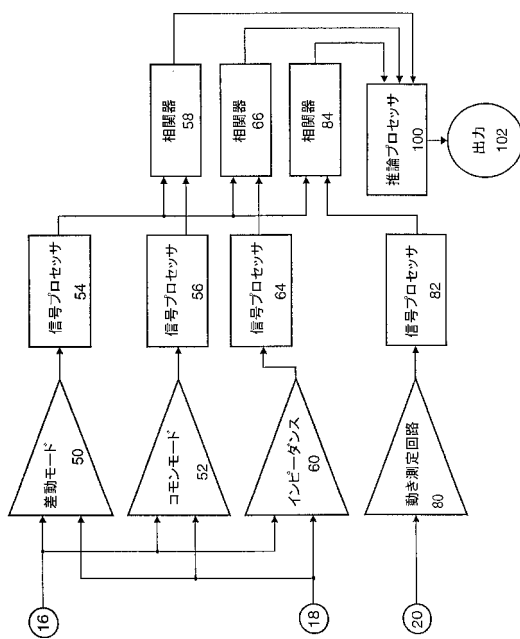 16
18
20
差動モード
50
コモンモード
52
インピーダンス
60
動き測定回路
80
信号プロセッサ
54
信号プロセッサ
56
信号プロセッサ
64
信号プロセッサ
82
相関器
58
相関器
66
相関器
84
推論プロセッサ
100
出力
102